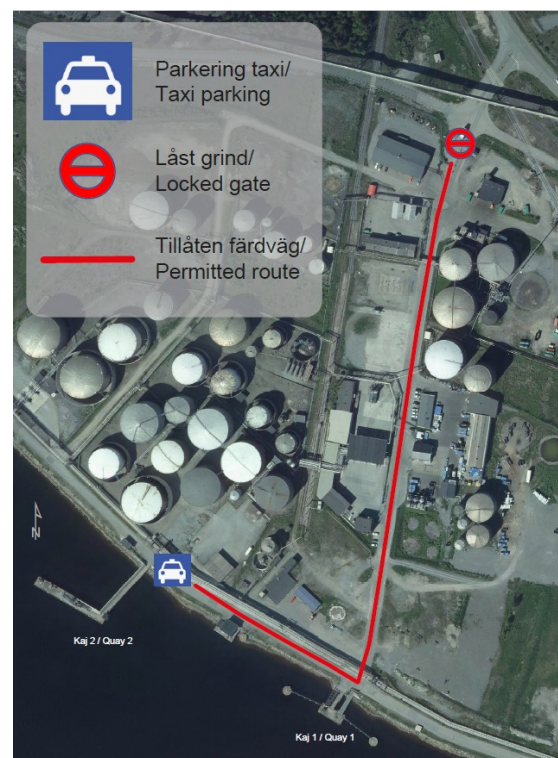 Parkering taxi/
Taxi parking
Låst grind/
Locked gate
Tillåten färdväg/
Permitted route
N
Kaj 2 / Quay 2
Kaj 1 / Quay 1